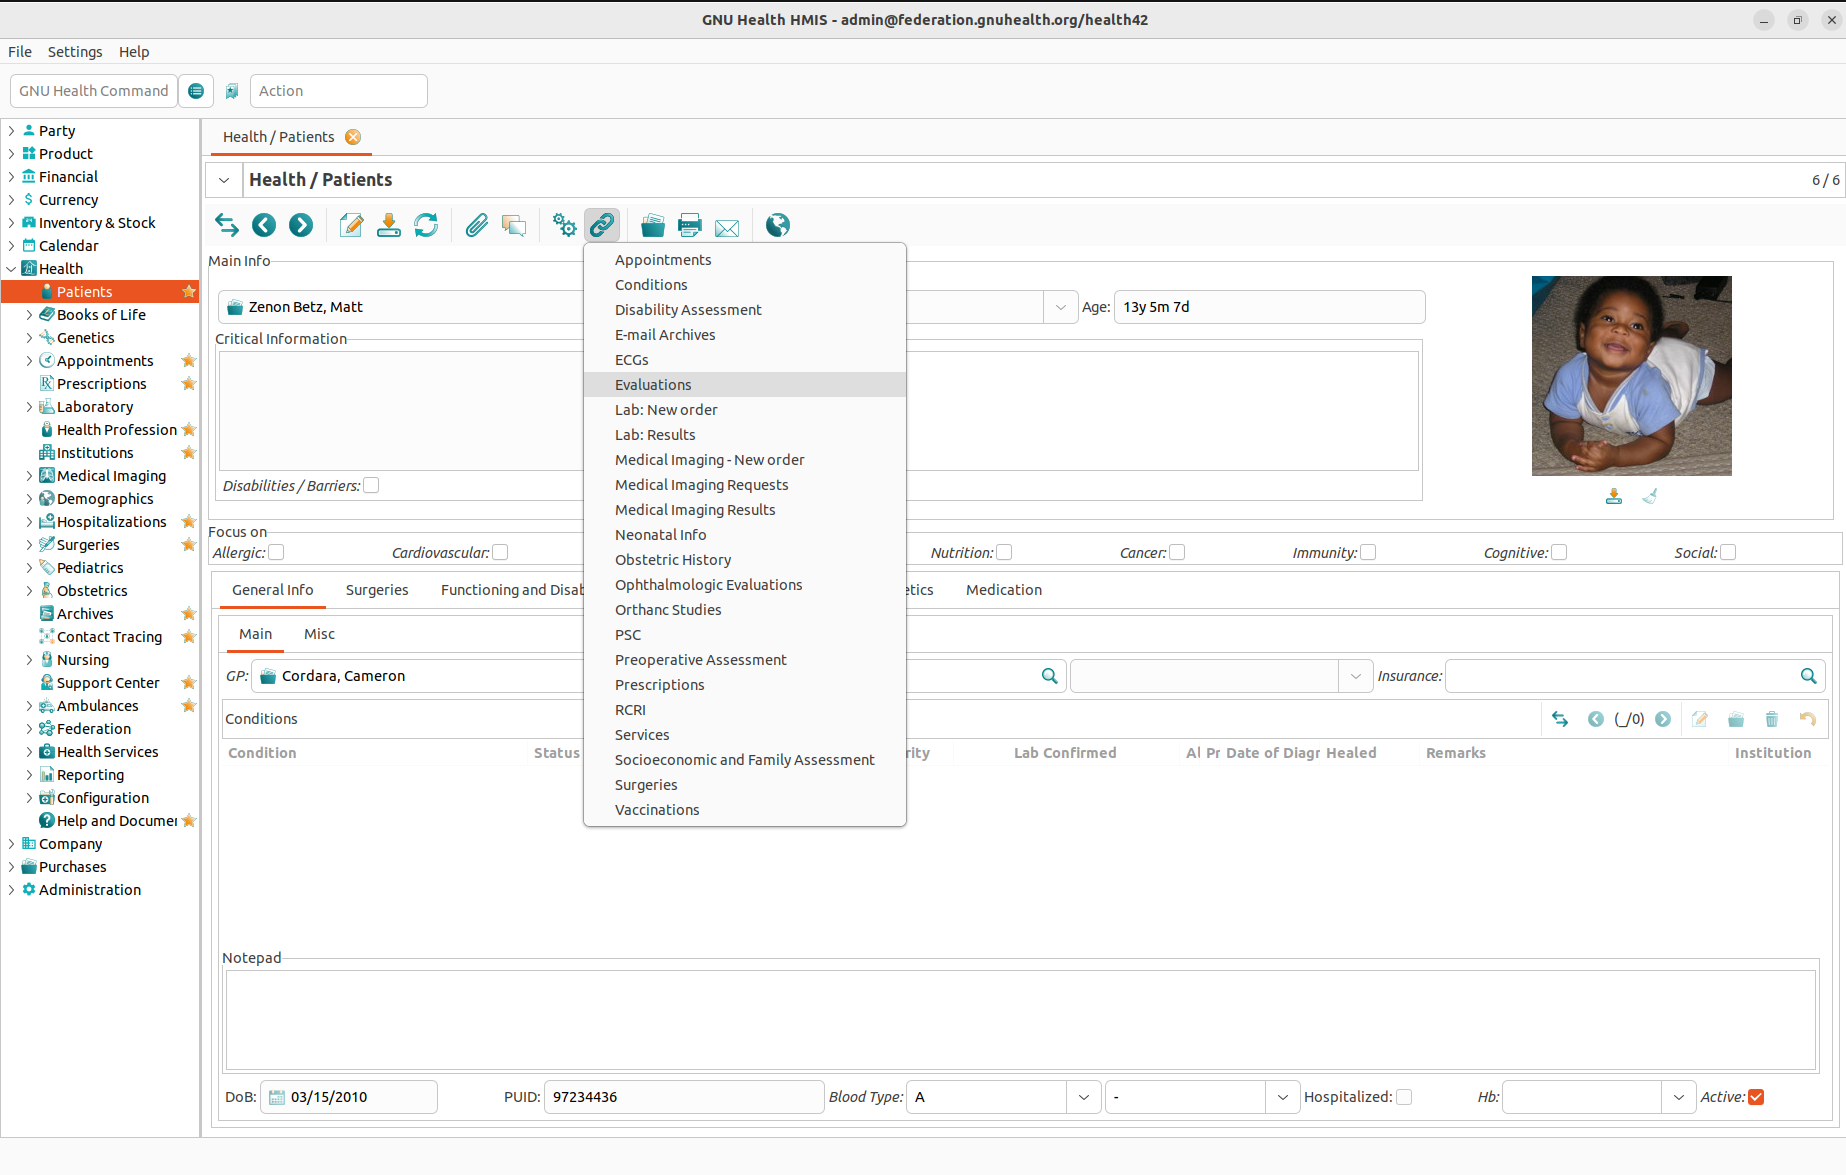 GNU Health HMIS - admin@federation.gnuhealth.org/health42
File Settings Help
GNU Health Command
Action
Party
Product
Financial
Currency
Inventory & Stock
Calendar
Health
Patients
Books of Life
Genetics
Appointments
Prescriptions
Laboratory
Health Profession
Institutions
Medical Imaging
Demographics
Hospitalizations
Surgeries
Pediatrics
Obstetrics
Archives
Contact Tracing
Nursing
Support Center
Ambulances
Federation
Health Services
Reporting
Configuration
Help and Documen
Company
Purchases
Administration
Health / Patients
Health / Patients
6 / 6
Main Info
Zenon Betz, Matt
Age: 13y 5m 7d
Critical Information
Disabilities / Barriers:
Focus on
Allergic: Cardiovascular: Nutrition: Cancer: Immunity: Cognitive: Social:
General Info Surgeries Functioning and Disab etics Medication
Main Misc
GP: Cordara, Cameron Insurance:
Conditions (_/0)
Condition Status rity Lab Confirmed Al Pr Date of Diagr Healed Remarks Institution
Appointments
Conditions
Disability Assessment
E-mail Archives
ECGs
Evaluations
Lab: New order
Lab: Results
Medical Imaging - New order
Medical Imaging Requests
Medical Imaging Results
Neonatal Info
Obstetric History
Ophthalmologic Evaluations
Orthanc Studies
PSC
Preoperative Assessment
Prescriptions
RCRI
Services
Socioeconomic and Family Assessment
Surgeries
Vaccinations
Notepad
DoB: 03/15/2010 PUID: 97234436 Blood Type: A - Hospitalized: Hb: Active: